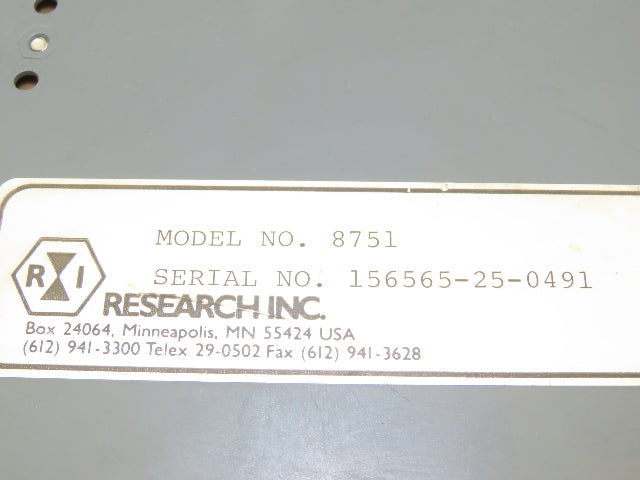 MODEL NO. 8751
SERIAL NO. 156565-25-0491
R I
RESEARCH, INC.
Box 24064, Minneapolis, MN 55424 USA
(612) 941-3300 Telex 29-0502 Fax (612) 941-3628